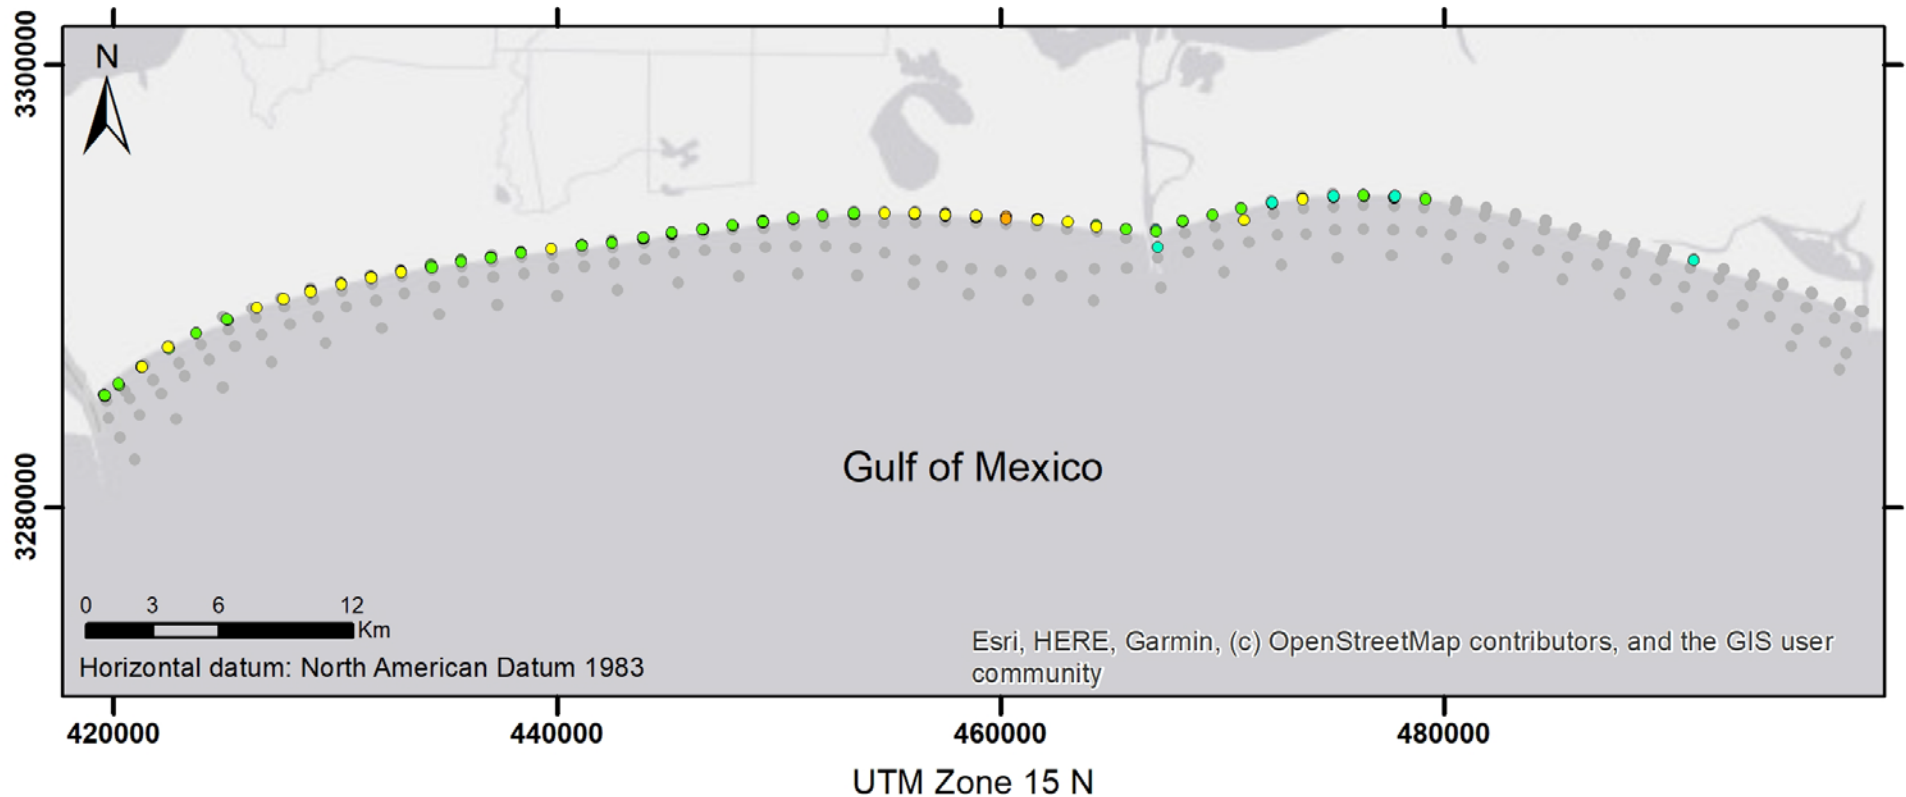 3300000
N
Gulf of Mexico
3280000
0 3 6 12
Km
Horizontal datum: North American Datum 1983
Esri, HERE, Garmin, (c) OpenStreetMap contributors, and the GIS user
community
420000 440000 460000 480000
UTM Zone 15 N